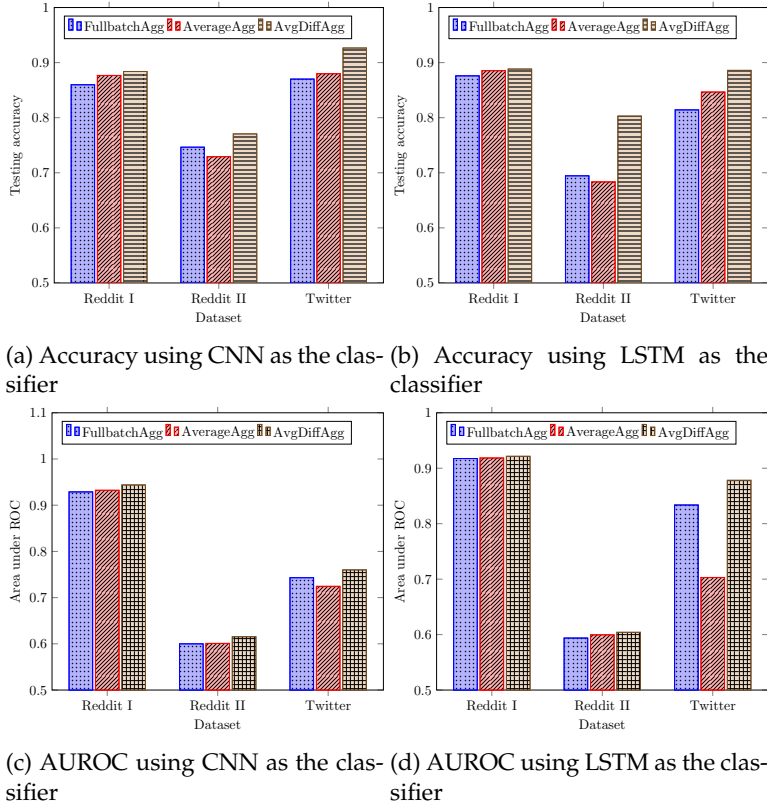 FullbatchAgg AverageAgg AvgDiffAgg
1
0.9
0.8
0.7
0.6
0.5
Testing accuracy
Reddit I Reddit II Twitter
Dataset
(a) Accuracy using CNN as the clas-
sifier
FullbatchAgg AverageAgg AvgDiffAgg
1
0.9
0.8
0.7
0.6
0.5
Testing accuracy
Reddit I Reddit II Twitter
Dataset
(b) Accuracy using LSTM as the
classifier
FullbatchAgg AverageAgg AvgDiffAgg
1.1
1
0.9
0.8
0.7
0.6
0.5
Area under ROC
Reddit I Reddit II Twitter
Dataset
(c) AUROC using CNN as the clas-
sifier
FullbatchAgg AverageAgg AvgDiffAgg
1
0.9
0.8
0.7
0.6
0.5
Area under ROC
Reddit I Reddit II Twitter
Dataset
(d) AUROC using LSTM as the clas-
sifier